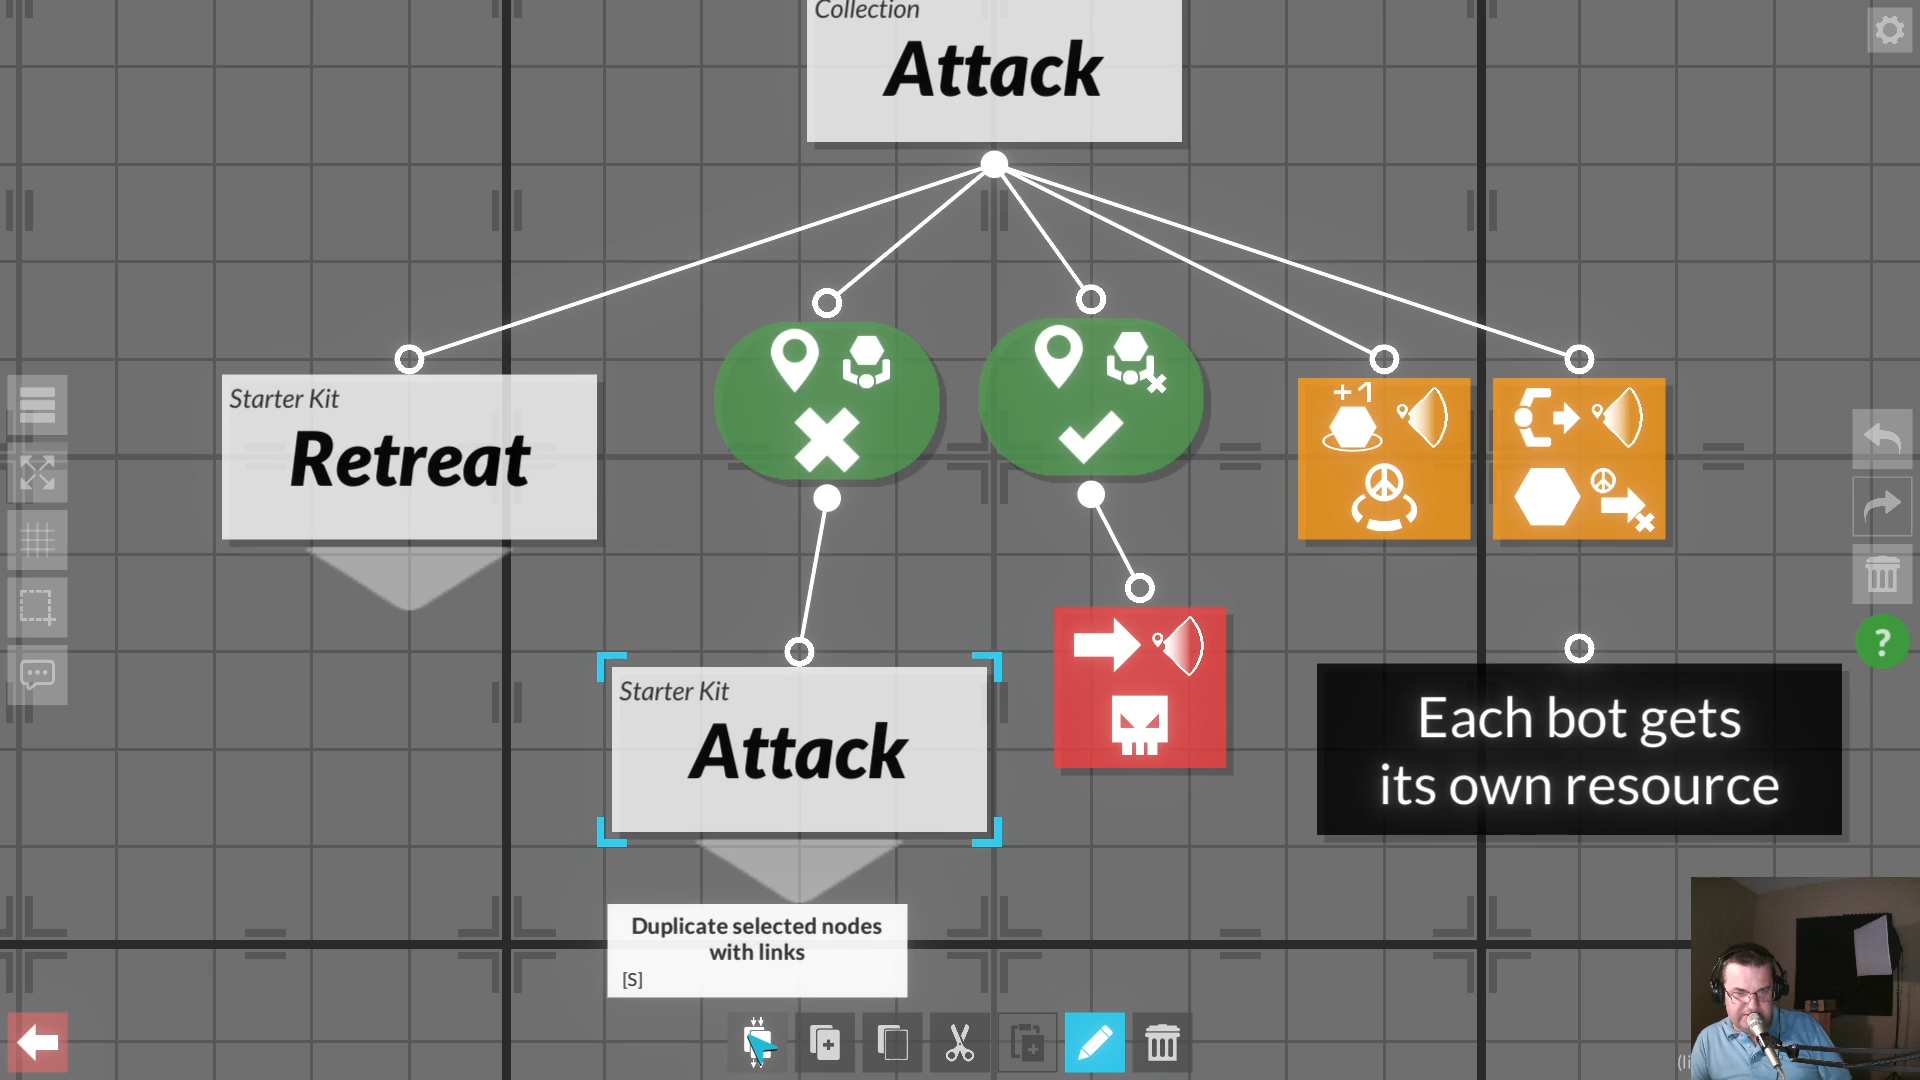 Collection
Attack
Starter Kit
Retreat
+1
Starter Kit
Attack
Each bot gets
its own resource
Duplicate selected nodes
with links
[S]
?